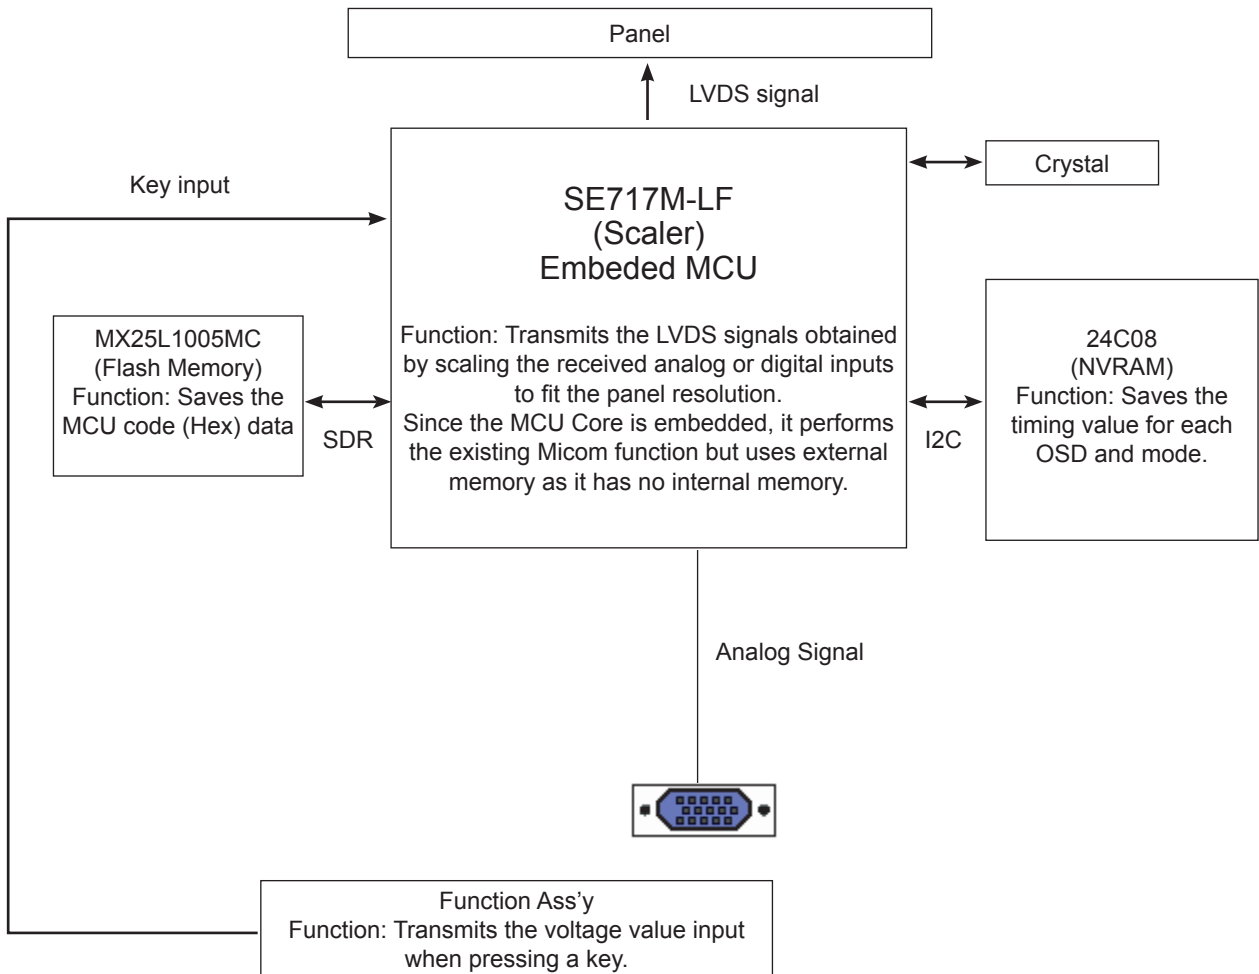 Panel
LVDS signal
Crystal
Key input
SE717M-LF
(Scaler)
Embeded MCU
Function: Transmits the LVDS signals obtained
by scaling the received analog or digital inputs
to fit the panel resolution.
Since the MCU Core is embedded, it performs
the existing Micom function but uses external
memory as it has no internal memory.
MX25L1005MC
(Flash Memory)
Function: Saves the
MCU code (Hex) data
SDR
I2C
24C08
(NVRAM)
Function: Saves the
timing value for each
OSD and mode.
Analog Signal
Function Ass’y
Function: Transmits the voltage value input
when pressing a key.